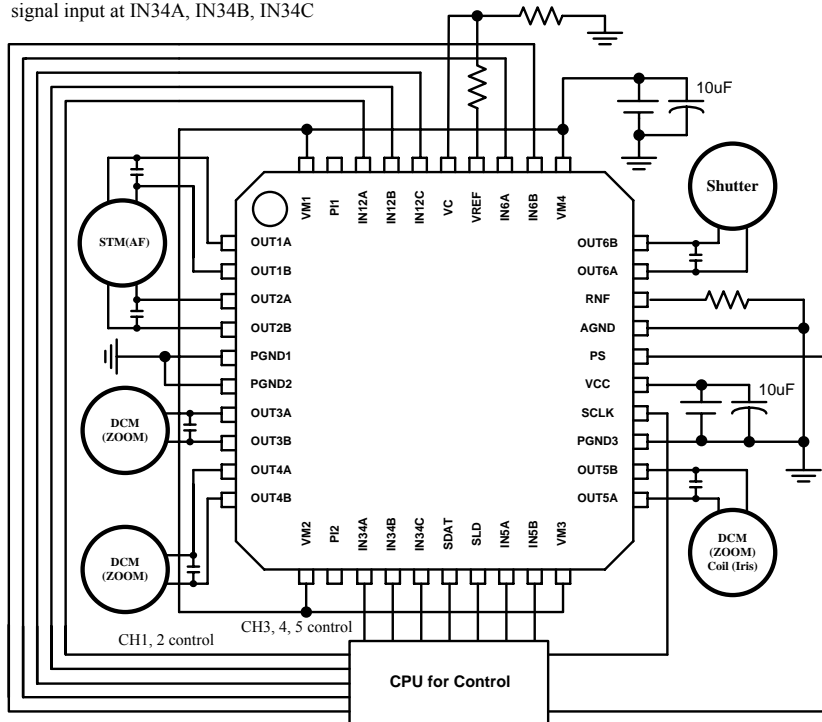 signal input at IN34A, IN34B, IN34C
10uF
VM1
PI1
IN12A
IN12B
IN12C
VC
VREF
IN6A
IN6B
VM4
Shutter
STM(AF)
OUT1A
OUT1B
OUT2A
OUT2B
PGND1
PGND2
OUT3A
OUT3B
OUT4A
OUT4B
OUT6B
OUT6A
RNF
AGND
PS
VCC
SCLK
PGND3
OUT5B
OUT5A
10uF
DCM
(ZOOM)
DCM
(ZOOM)
DCM
(ZOOM)
Coil (Iris)
VM2
PI2
IN34A
IN34B
IN34C
SDAT
SLD
IN5A
IN5B
VM3
CH1, 2 control
CH3, 4, 5 control
CPU for Control